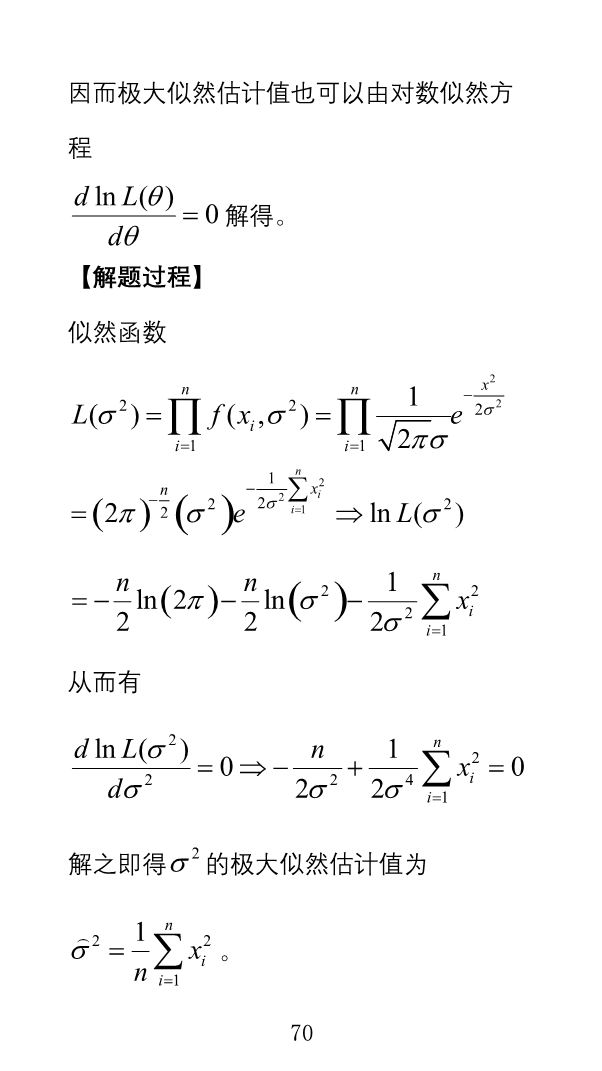 因而极大似然估计值也可以由对数似然方
程
\frac{d \ln L(\theta)}{d\theta} = 0 解得。
【解题过程】
似然函数
L(\sigma^2) = \prod_{i=1}^{n} f(x_i, \sigma^2) = \prod_{i=1}^{n} \frac{1}{\sqrt{2\pi}\sigma} e^{-\frac{x^2}{2\sigma^2}}
= (2\pi)^{-\frac{n}{2}} (\sigma^2) e^{-\frac{1}{2\sigma^2} \sum_{i=1}^{n} x_i^2} \Rightarrow \ln L(\sigma^2)
= -\frac{n}{2} \ln(2\pi) - \frac{n}{2} \ln(\sigma^2) - \frac{1}{2\sigma^2} \sum_{i=1}^{n} x_i^2
从而有
\frac{d \ln L(\sigma^2)}{d\sigma^2} = 0 \Rightarrow -\frac{n}{2\sigma^2} + \frac{1}{2\sigma^4} \sum_{i=1}^{n} x_i^2 = 0
解之即得 \sigma^2 的极大似然估计值为
\widehat{\sigma}^2 = \frac{1}{n} \sum_{i=1}^{n} x_i^2 。
70